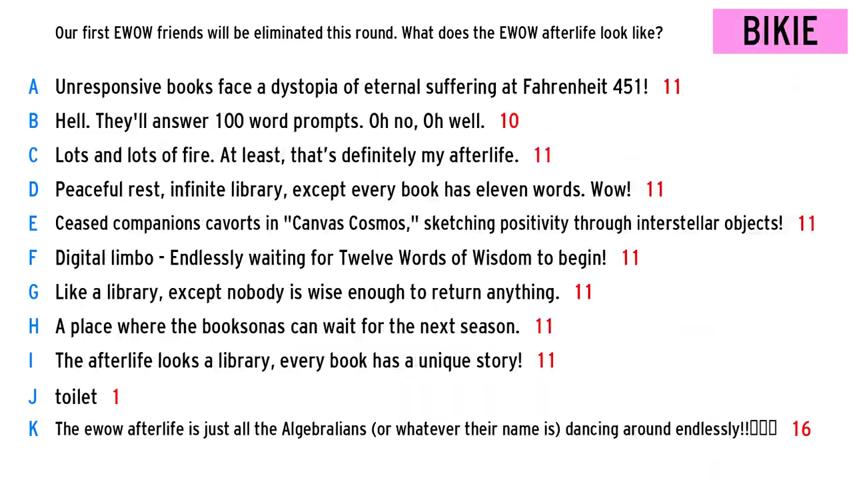 Our first EWOW friends will be eliminated this round. What does the EWOW afterlife look like?
BIKIE
A Unresponsive books face a dystopia of eternal suffering at Fahrenheit 451! 11
B Hell. They'll answer 100 word prompts. Oh no, Oh well. 10
C Lots and lots of fire. At least, that’s definitely my afterlife. 11
D Peaceful rest, infinite library, except every book has eleven words. Wow! 11
E Ceased companions cavorts in "Canvas Cosmos," sketching positivity through interstellar objects! 11
F Digital limbo - Endlessly waiting for Twelve Words of Wisdom to begin! 11
G Like a library, except nobody is wise enough to return anything. 11
H A place where the booksonas can wait for the next season. 11
I The afterlife looks a library, every book has a unique story! 11
J toilet 1
K The ewow afterlife is just all the Algebralians (or whatever their name is) dancing around endlessly!!▯▯▯ 16